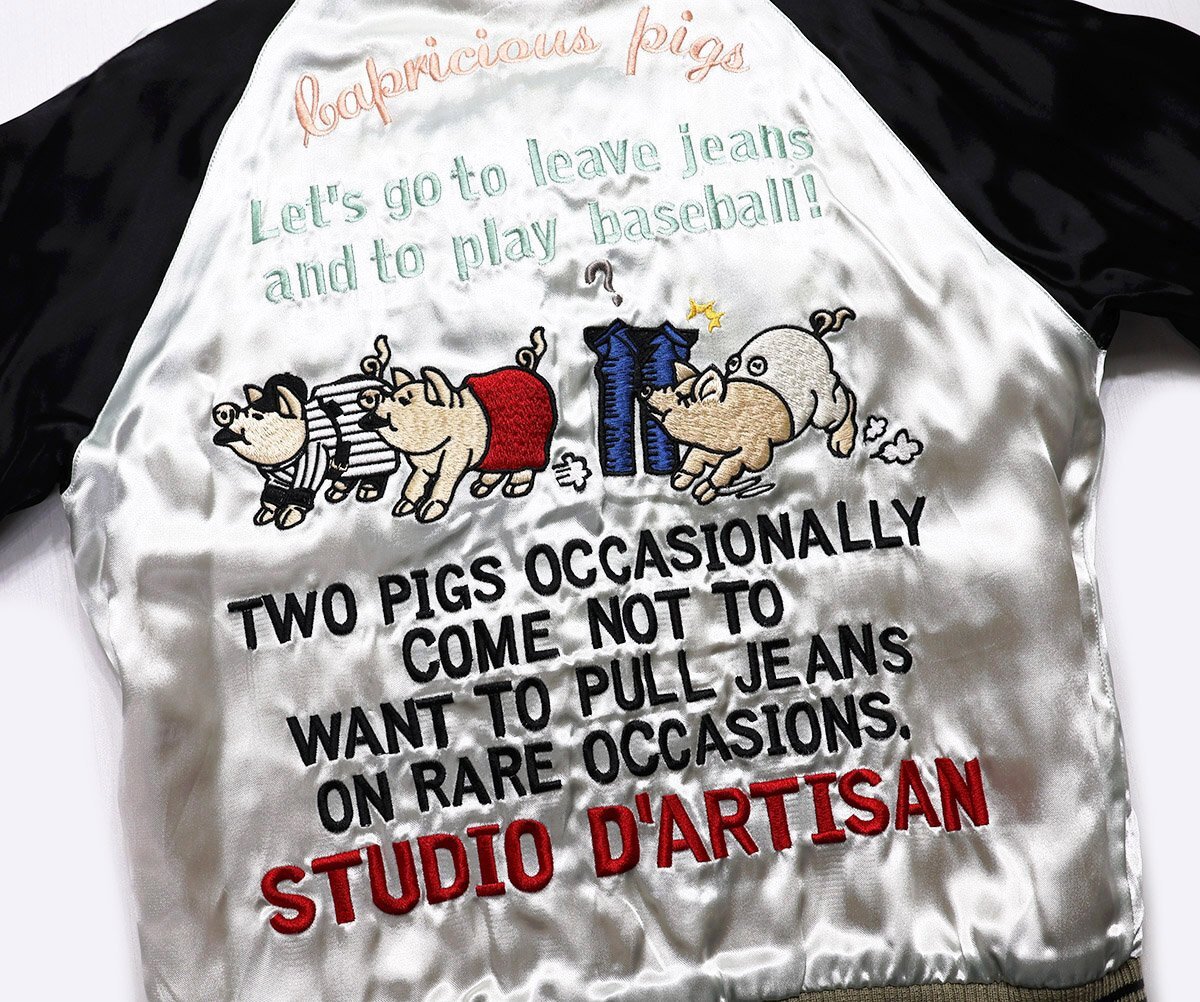 Capricious pigs
Let's go to leave jeans
and to play baseball!
?
TWO PIGS OCCASIONALLY
COME NOT TO
WANT TO PULL JEANS
ON RARE OCCASIONS.
STUDIO D'ARTISAN